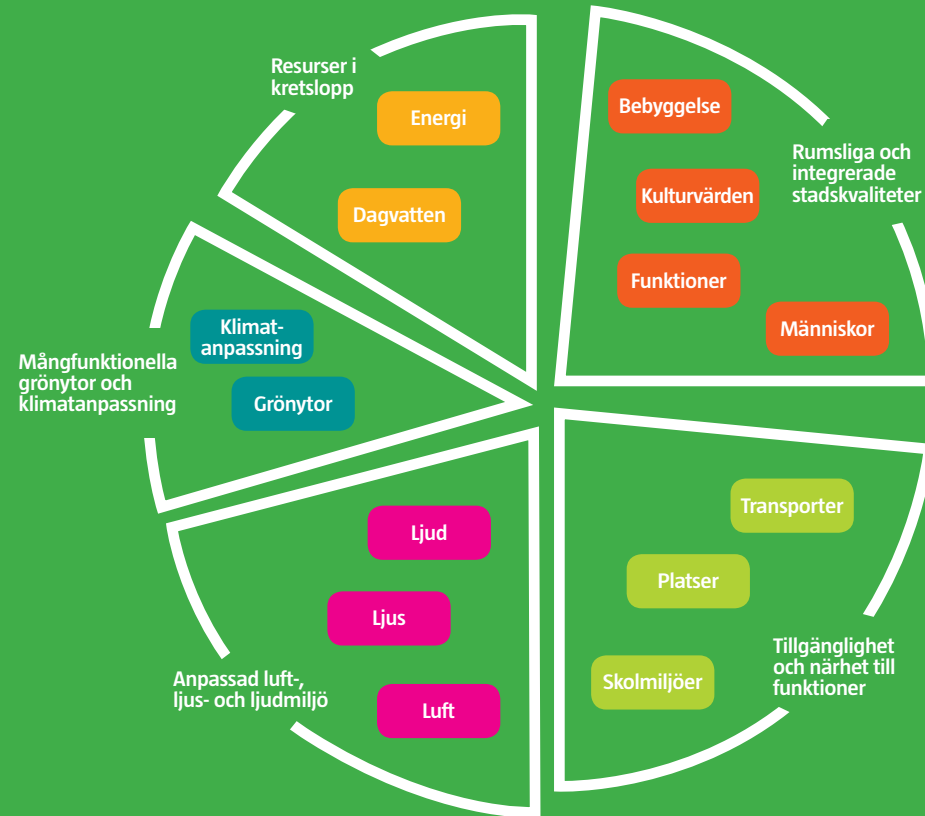 Resurser i
kretslopp
Energi
Dagvatten
Bebyggelse
Kulturvärden
Funktioner
Människor
Rumsliga och
integrerade
stadskvaliteter
Klimat-
anpassning
Grönytor
Mångfunktionella
grönytor och
klimatanpassning
Ljud
Ljus
Luft
Anpassad luft-,
ljus- och ljudmiljö
Transporter
Platser
Skolmiljöer
Tillgänglighet
och närhet till
funktioner